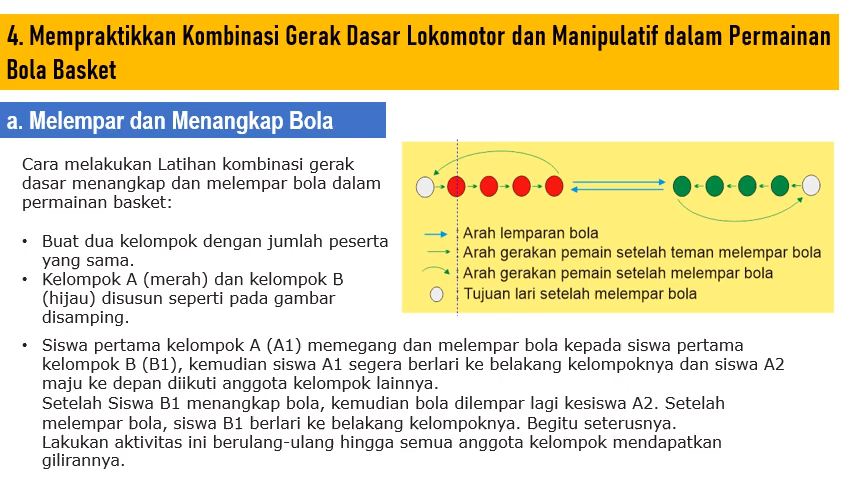 4. Mempraktikkan Kombinasi Gerak Dasar Lokomotor dan Manipulatif dalam Permainan
Bola Basket
a. Melempar dan Menangkap Bola
Cara melakukan Latihan kombinasi gerak
dasar menangkap dan melempar bola dalam
permainan basket:
• Buat dua kelompok dengan jumlah peserta
yang sama.
• Kelompok A (merah) dan kelompok B
(hijau) disusun seperti pada gambar
disamping.
: Arah lemparan bola
: Arah gerakan pemain setelah teman melempar bola
: Arah gerakan pemain setelah melempar bola
: Tujuan lari setelah melempar bola
• Siswa pertama kelompok A (A1) memegang dan melempar bola kepada siswa pertama
kelompok B (B1), kemudian siswa A1 segera berlari ke belakang kelompoknya dan siswa A2
maju ke depan diikuti anggota kelompok lainnya.
Setelah Siswa B1 menangkap bola, kemudian bola dilempar lagi kesiswa A2. Setelah
melempar bola, siswa B1 berlari ke belakang kelompoknya. Begitu seterusnya.
Lakukan aktivitas ini berulang-ulang hingga semua anggota kelompok mendapatkan
gilirannya.